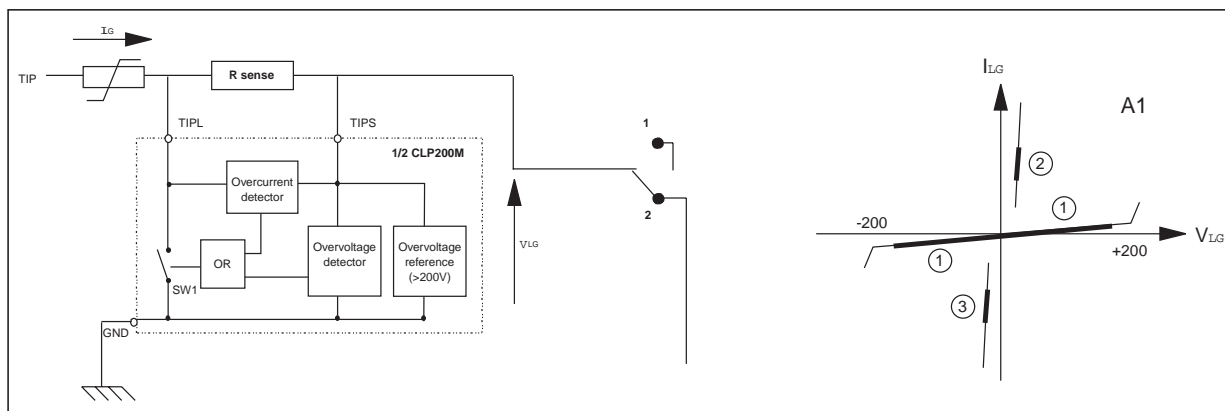 ILG
A1
IG
TIP
R sense
TIPL
TIPS
1
1/2 CLP200M
2
Overcurrent
detector
2
1
-200
VLG
+200
VLG
OR
Overvoltage
detector
Overvoltage
reference
(>200V)
1
SW1
3
GND